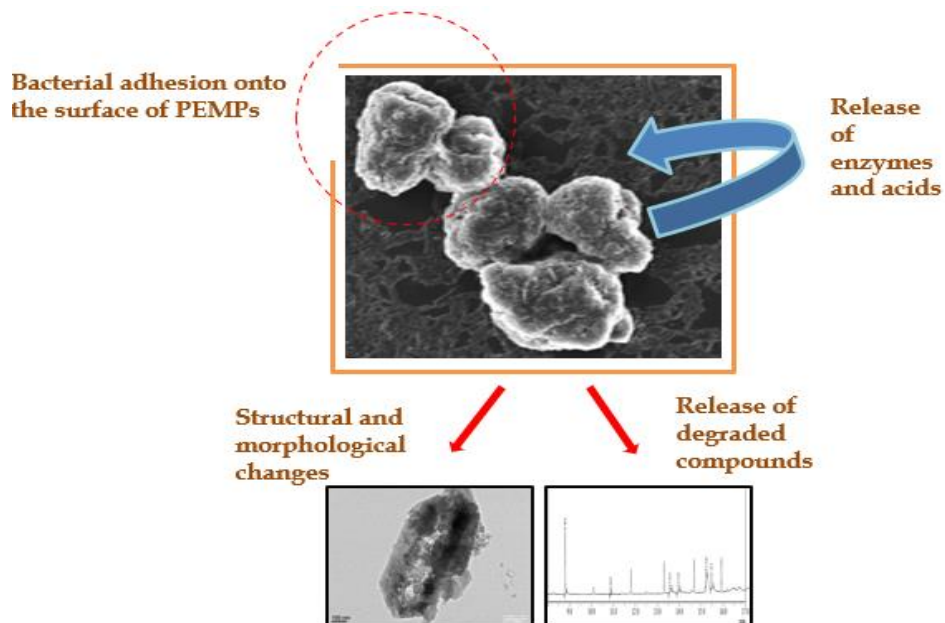 Bacterial adhesion onto
the surface of PEMPs
Release
of
enzymes
and acids
Structural and
morphological
changes
Release of
degraded
compounds